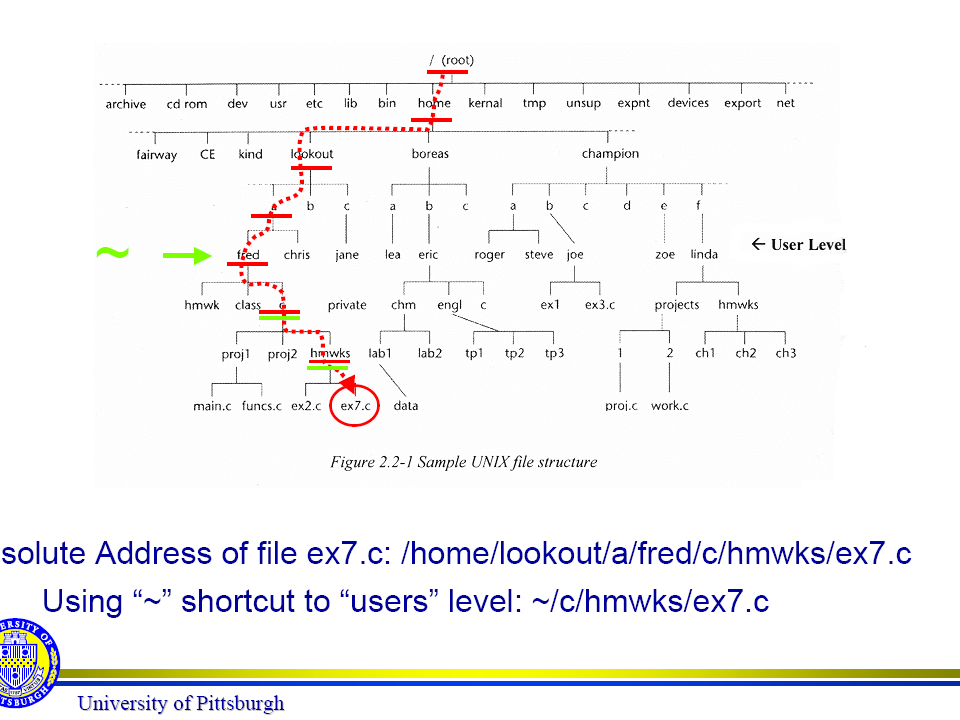 / (root)
archive cd rom dev usr etc lib bin home kernal tmp unsup expnt devices export net
fairway CE kind lookout boreas champion
a b c a b c a b c d e f
← User Level
~
fred chris jane lea eric roger steve joe zoe linda
hmwk class c private chm engl c ex1 ex3.c projects hmwks
proj1 proj2 hmwks lab1 lab2 tp1 tp2 tp3 1 2 ch1 ch2 ch3
main.c funcs.c ex2.c ex7.c data proj.c work.c
Figure 2.2-1 Sample UNIX file structure
solute Address of file ex7.c: /home/lookout/a/fred/c/hmwks/ex7.c
Using “~” shortcut to “users” level: ~/c/hmwks/ex7.c
University of Pittsburgh